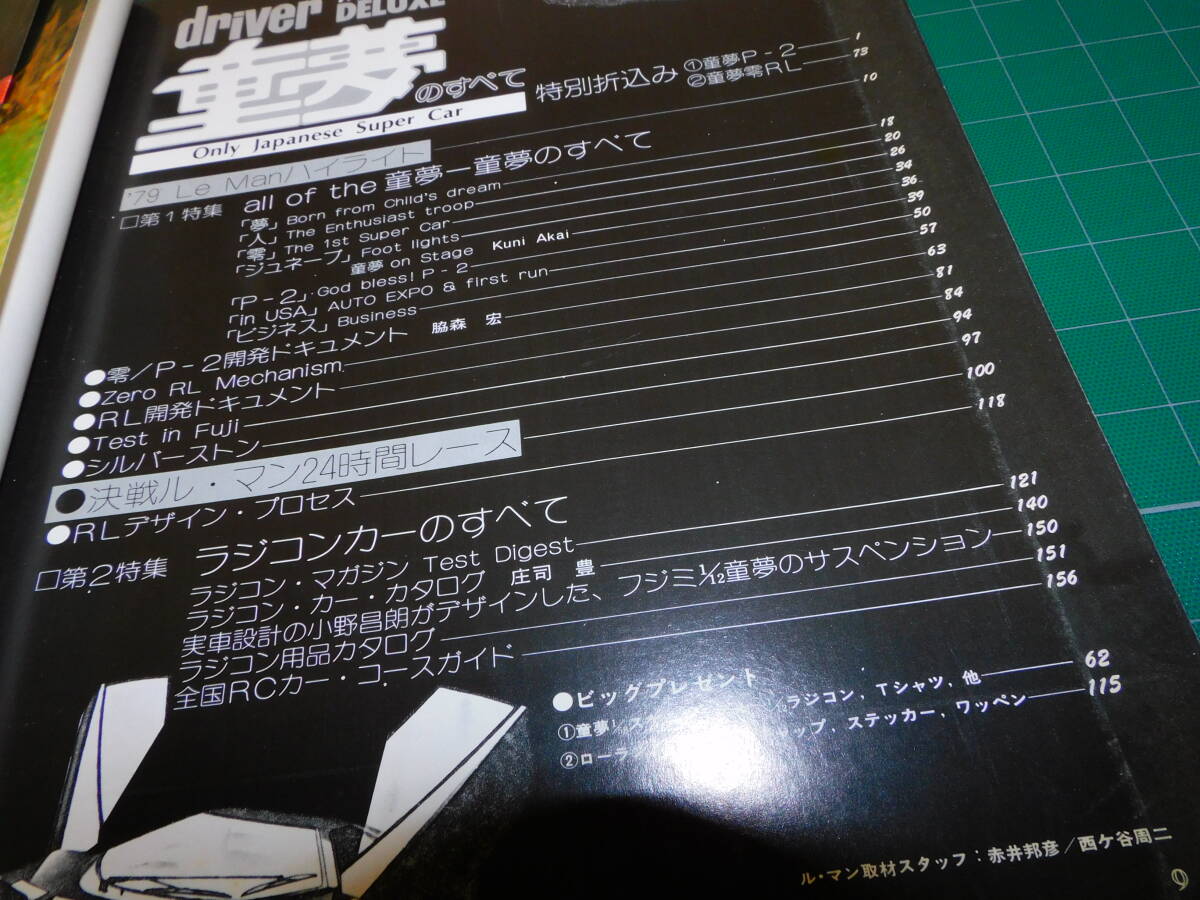 driver DELUXE
童夢のすべて
Only Japanese Super Car
特別折込み ①童夢P-2 1
②童夢零RL 73
'79 Le Manハイライト 10
□第1特集 all of the 童夢—童夢のすべて
「夢」Born from Child's dream 18
「人」The Enthusiast troop 20
「零」The 1st Super Car 26
「ジュネーブ」Foot lights 34
童夢 on Stage Kuni Akai 36
「P-2」God bless! P-2 39
「in USA」AUTO EXPO & first run 50
「ビジネス」Business 57
●零/P-2開発ドキュメント 脇森 宏 63
●Zero RL Mechanism 81
●RL開発ドキュメント 84
●Test in Fuji 94
●シルバーストン 97
●決戦ル・マン24時間レース 100
●RLデザイン・プロセス 118
□第2特集 ラジコンカーのすべて
ラジコン・マガジン Test Digest 121
ラジコン・カー・カタログ 庄司 豊 140
実車設計の小野昌朗がデザインした、フジミ1/12童夢のサスペンション 150
ラジコン用品カタログ 151
全国RCカー・コースガイド 156
●ビッグプレゼント
①童夢 ラジコン, Tシャツ, 他 62
②ローラ ップ, ステッカー, ワッペン 115
ル・マン取材スタッフ：赤井邦彦/西ケ谷周二
9